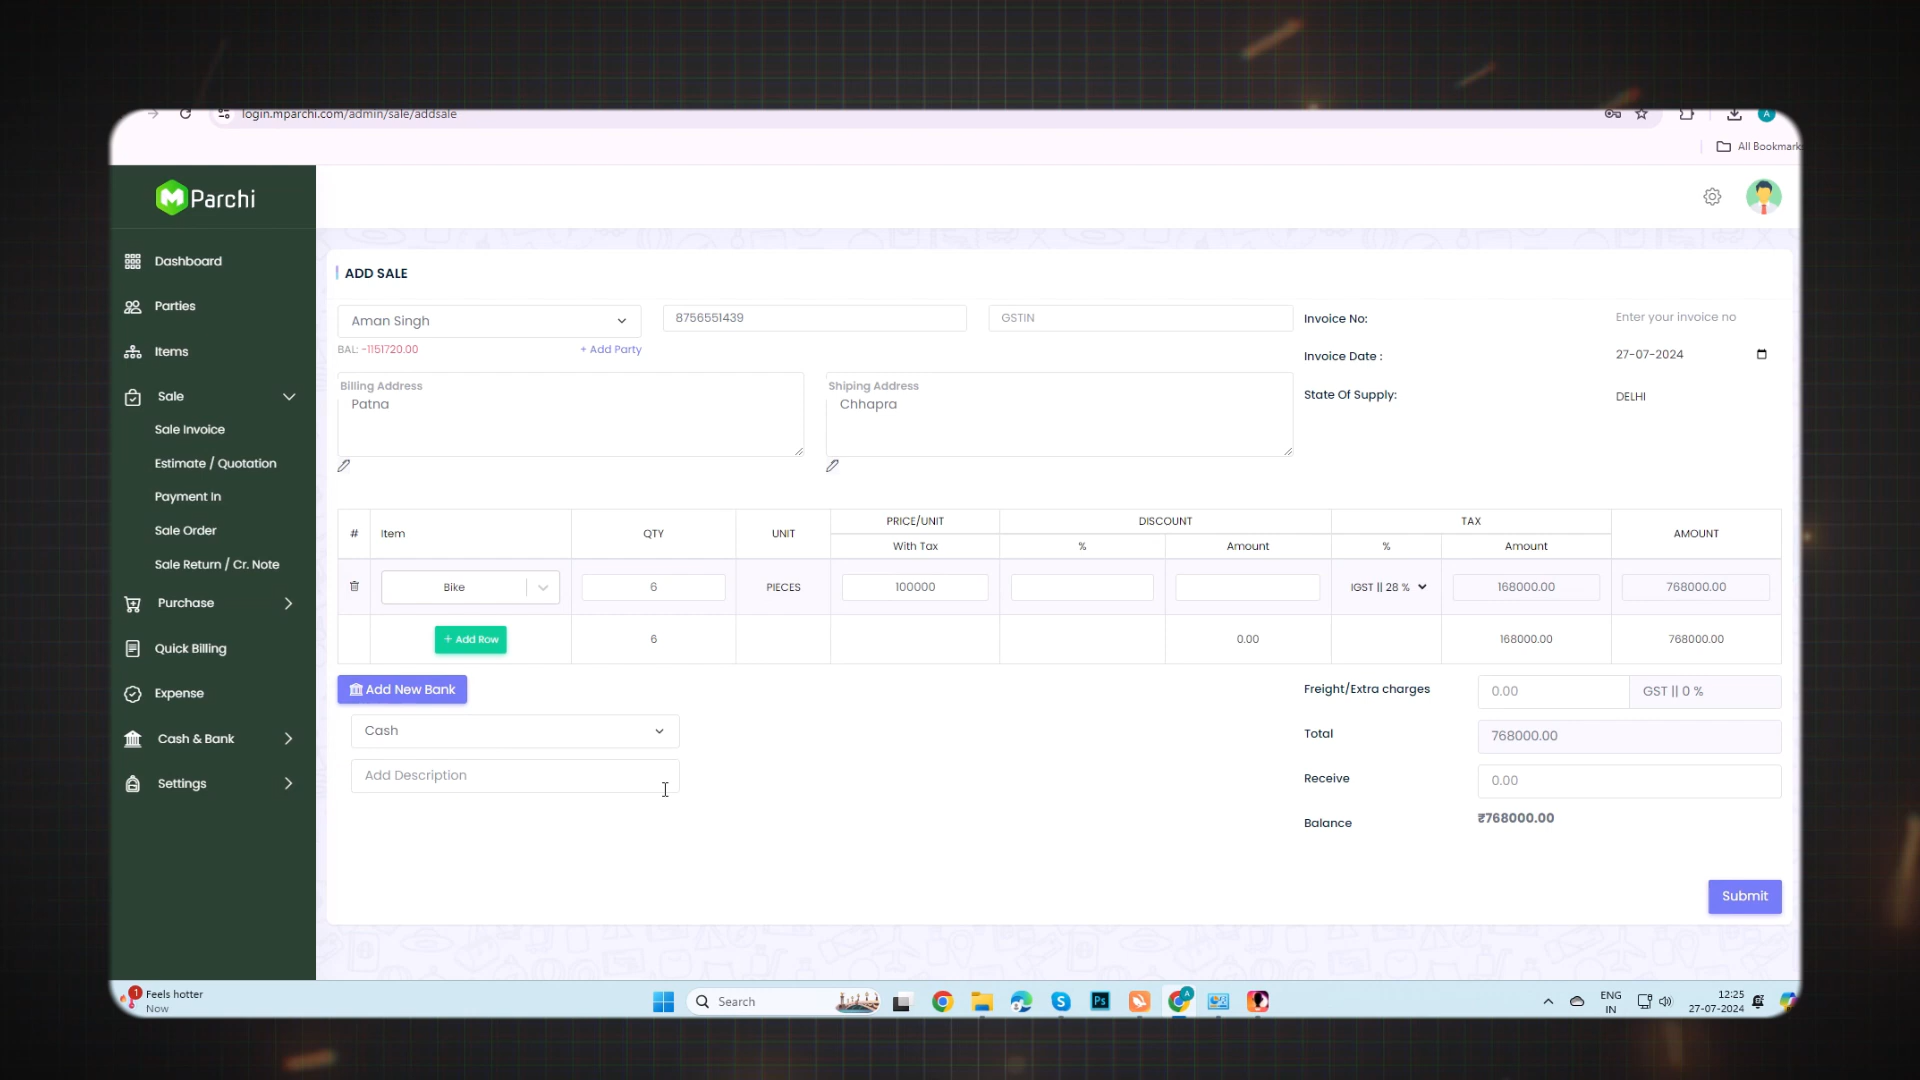 login.mparchi.com/admin/sale/addsale
A
All Bookmark
MParchi
Dashboard
Parties
Items
Sale
Sale Invoice
Estimate / Quotation
Payment In
Sale Order
Sale Return / Cr. Note
Purchase
Quick Billing
Expense
Cash & Bank
Settings
ADD SALE
Aman Singh
8756551439
GSTIN
BAL: -1151720.00
+ Add Party
Invoice No:
Enter your invoice no
Invoice Date :
27-07-2024
State Of Supply:
DELHI
Billing Address
Patna
Shiping Address
Chhapra
# Item QTY UNIT PRICE/UNIT DISCOUNT TAX AMOUNT
With Tax % Amount % Amount
Bike 6 PIECES 100000 IGST || 28 % 168000.00 768000.00
+ Add Row 6 0.00 168000.00 768000.00
Add New Bank
Cash
Add Description
Freight/Extra charges 0.00 GST || 0 %
Total 768000.00
Receive 0.00
Balance ₹768000.00
Submit
1
Feels hotter
Now
Search
S
Ps
A
ENG
IN
12:25
27-07-2024